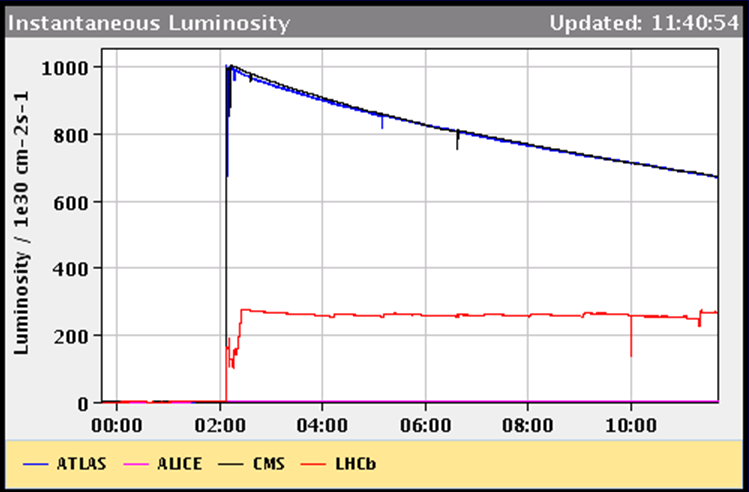 Instantaneous Luminosity Updated: 11:40:54
Luminosity / 1e30 cm-2s-1
1000
800
600
400
200
0
00:00 02:00 04:00 06:00 08:00 10:00
ATLAS ALICE CMS LHCb